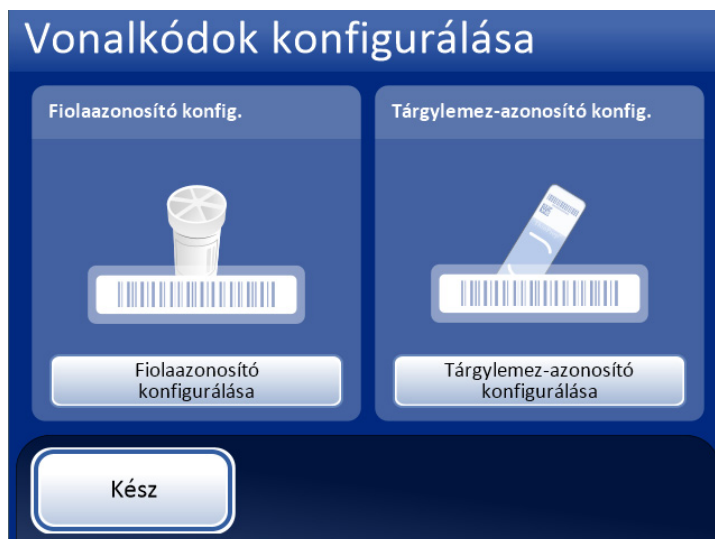 Vonalkódok konfigurálása
Fiolaazonosító konfig.
Tárgylemez-azonosító konfig.
Fiolaazonosító
konfigurálása
Tárgylemez-azonosító
konfigurálása
Kész